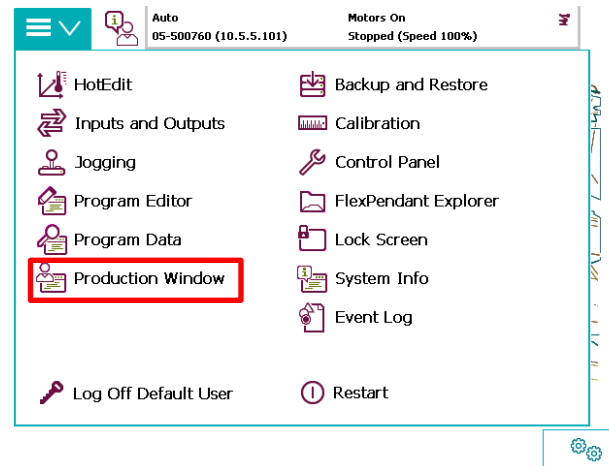 Auto
05-500760 (10.5.5.101)
Motors On
Stopped (Speed 100%)
HotEdit
Inputs and Outputs
Jogging
Program Editor
Program Data
Production Window
Backup and Restore
Calibration
Control Panel
FlexPendant Explorer
Lock Screen
System Info
Event Log
Log Off Default User
Restart